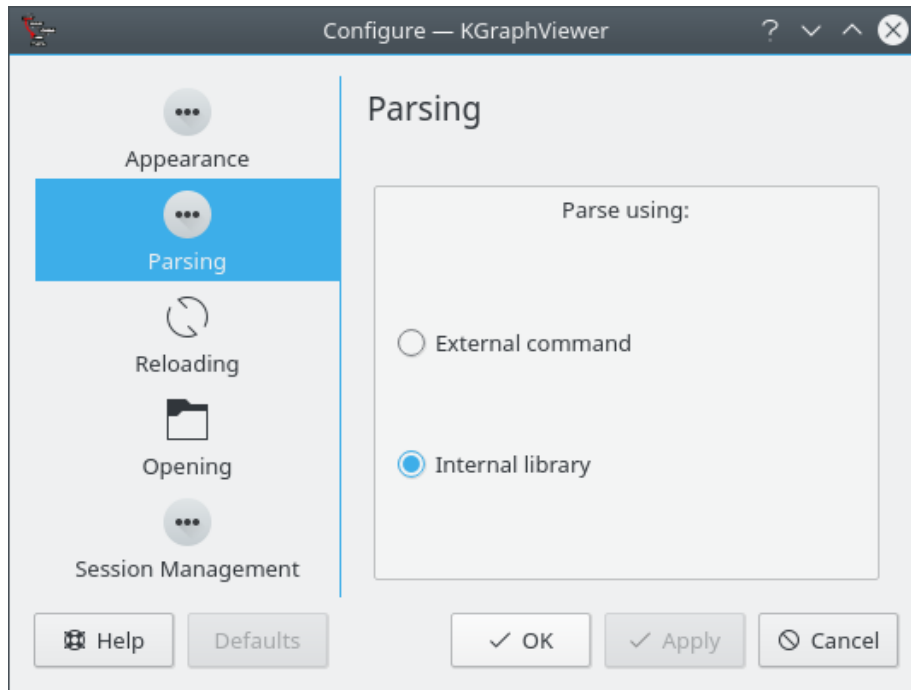 Configure — KGraphViewer
Appearance
Parsing
Reloading
Opening
Session Management
Parsing
Parse using:
External command
Internal library
Help
Defaults
OK
Apply
Cancel